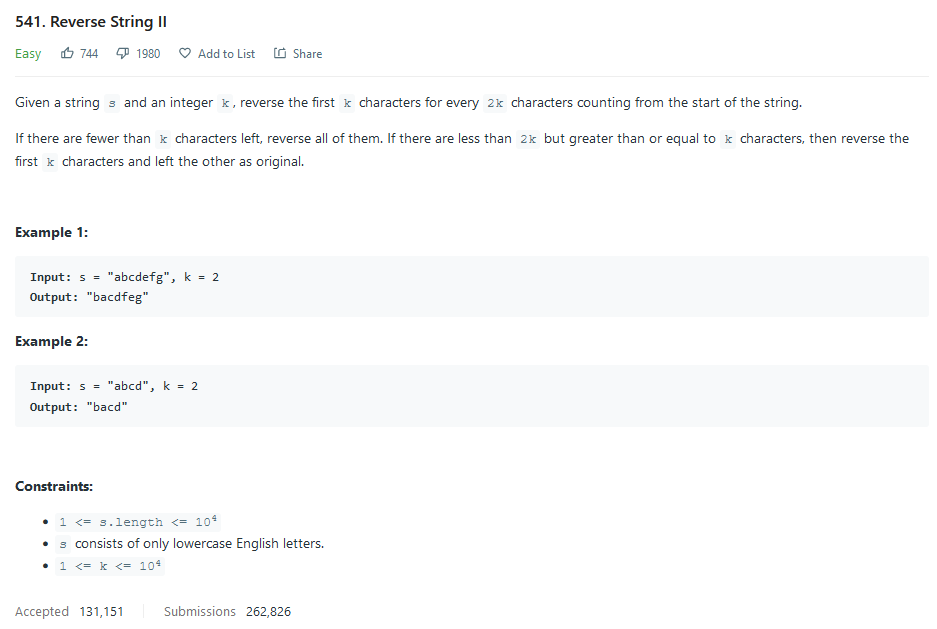 541. Reverse String II
Easy 744 1980 Add to List Share
Given a string s and an integer k, reverse the first k characters for every 2k characters counting from the start of the string.
If there are fewer than k characters left, reverse all of them. If there are less than 2k but greater than or equal to k characters, then reverse the
first k characters and left the other as original.
Example 1:
Input: s = "abcdefg", k = 2
Output: "bacdfeg"
Example 2:
Input: s = "abcd", k = 2
Output: "bacd"
Constraints:
• 1 <= s.length <= 10⁴
• s consists of only lowercase English letters.
• 1 <= k <= 10⁴
Accepted 131,151 Submissions 262,826